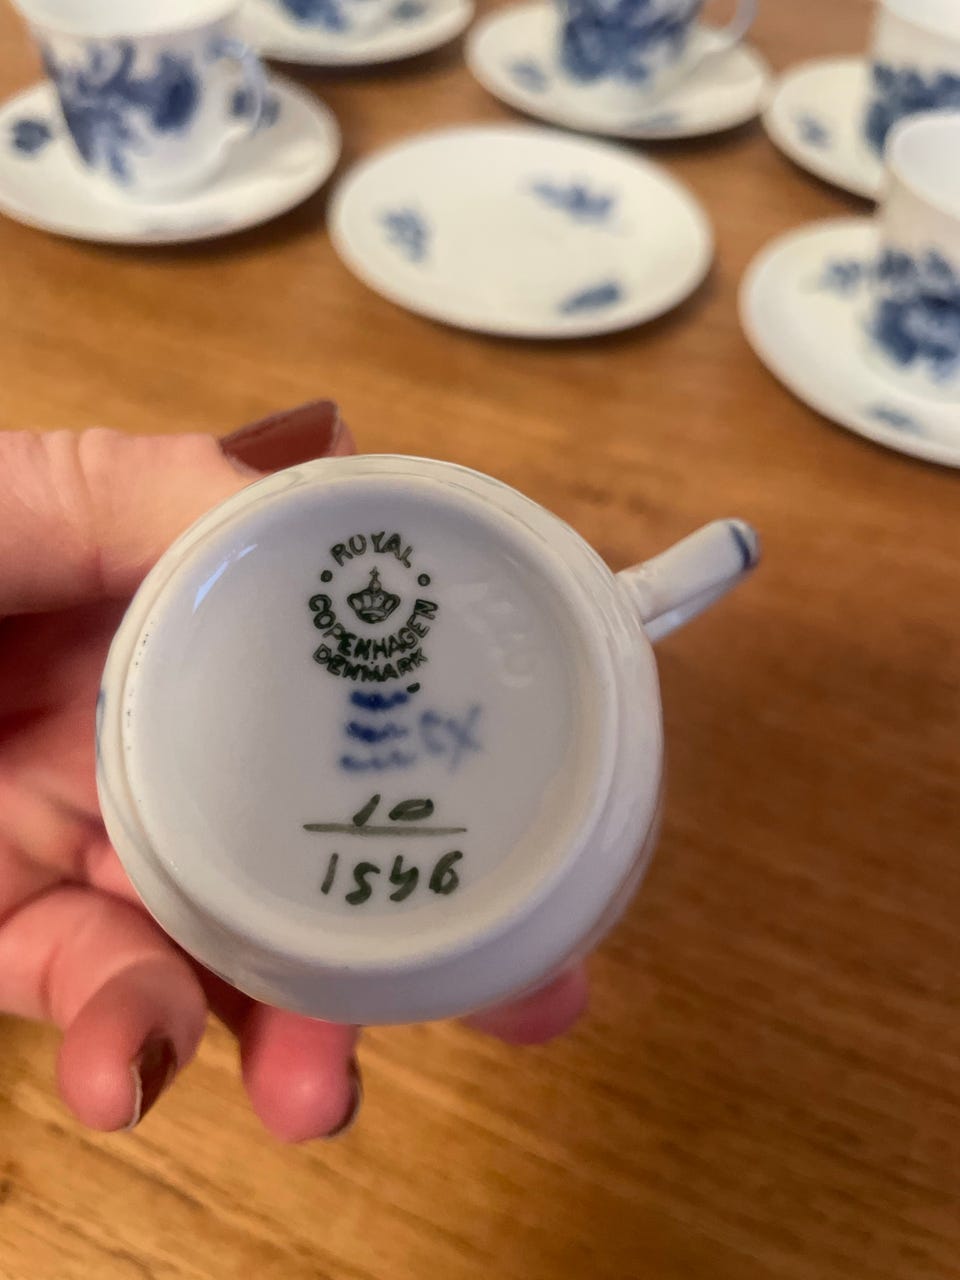 ROYAL
COPENHAGEN
DENMARK
10
1546